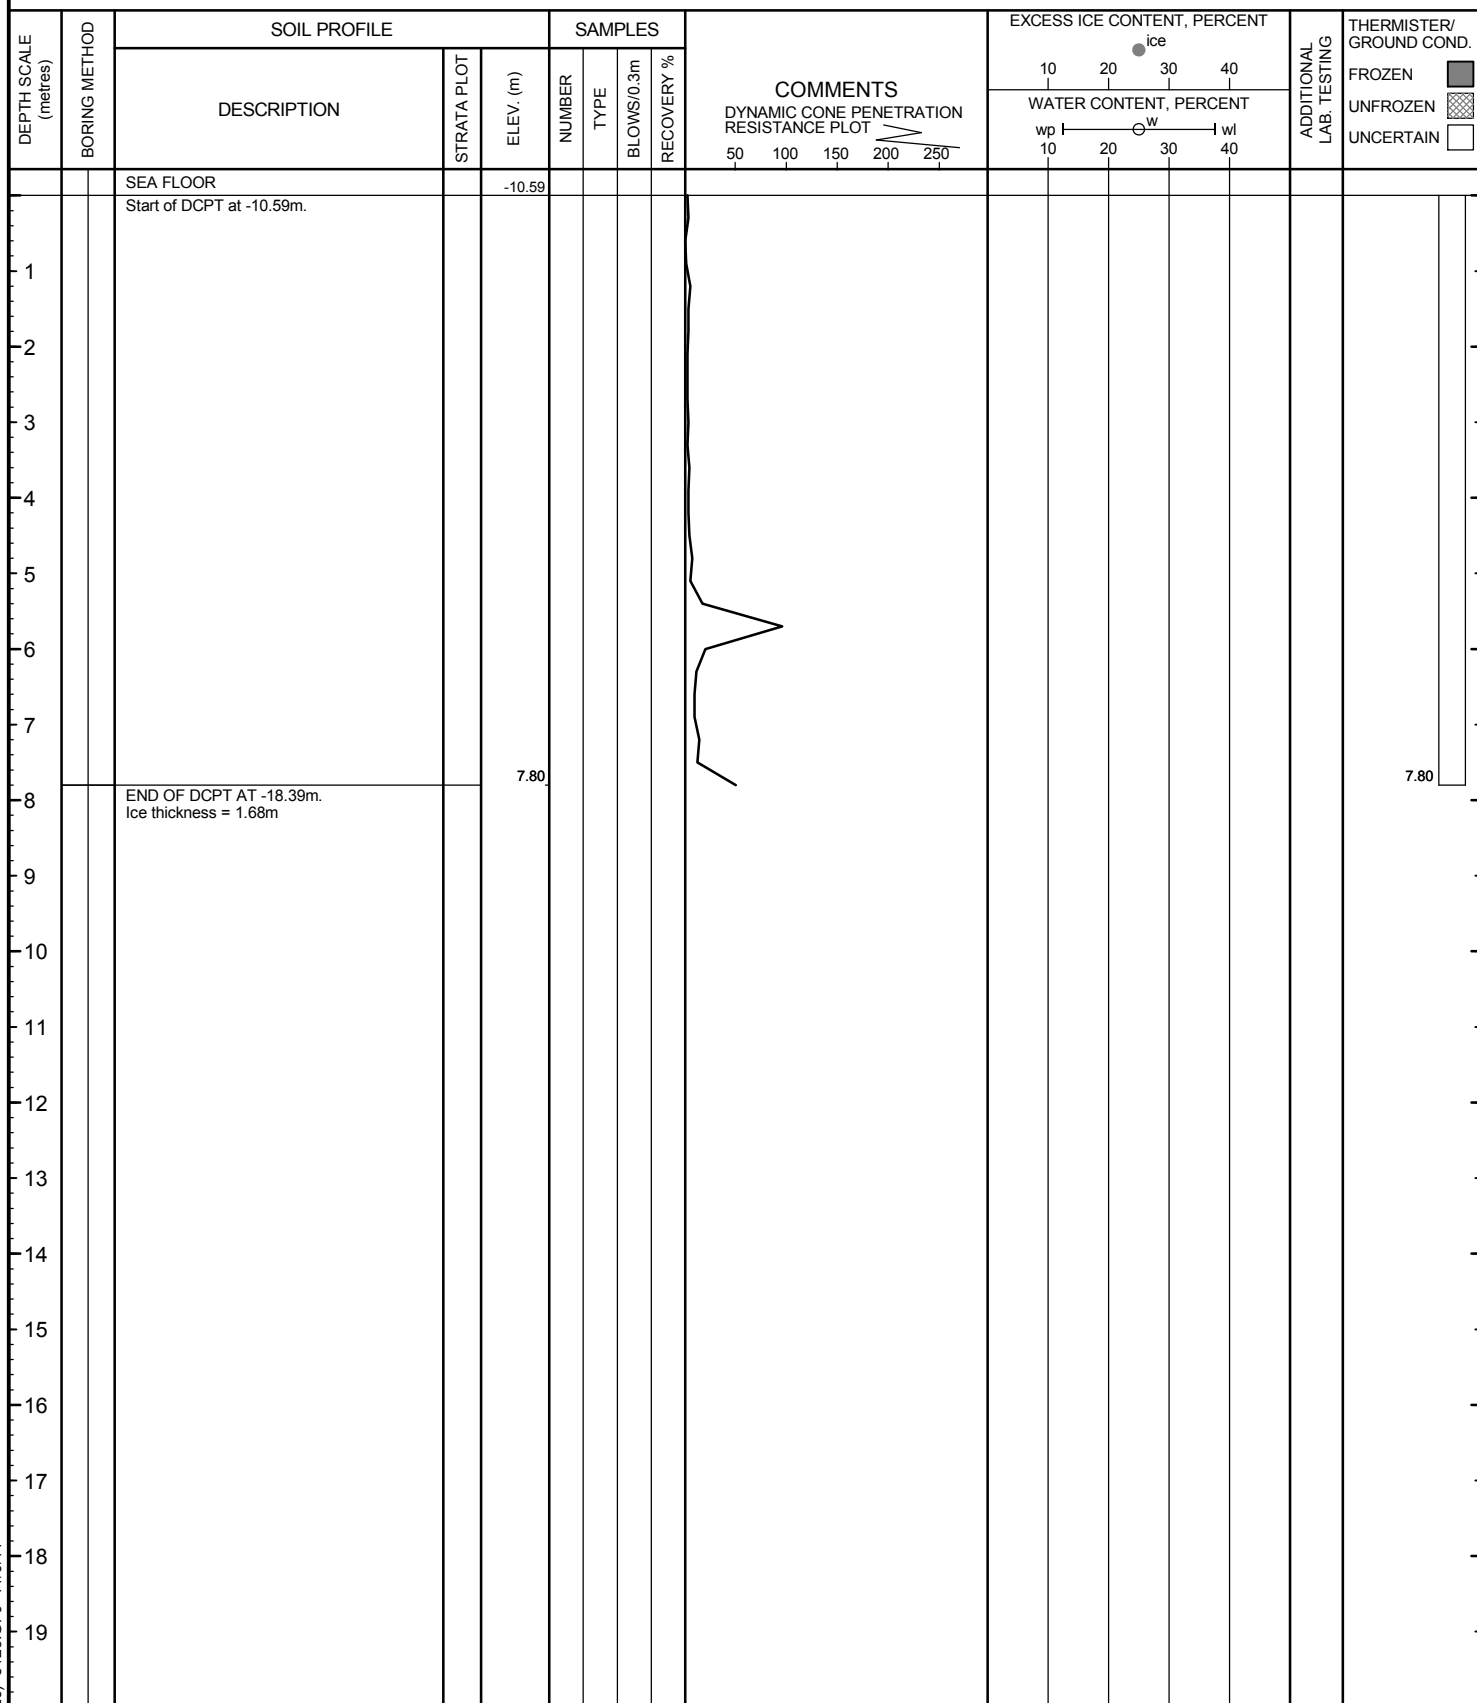 DEPTH SCALE
(metres)
BORING METHOD
SOIL PROFILE
DESCRIPTION
STRATA PLOT
ELEV. (m)
SAMPLES
NUMBER
TYPE
BLOWS/0.3m
RECOVERY %
COMMENTS
DYNAMIC CONE PENETRATION
RESISTANCE PLOT
50 100 150 200 250
EXCESS ICE CONTENT, PERCENT
ice
10 20 30 40
WATER CONTENT, PERCENT
wp w wl
10 20 30 40
ADDITIONAL
LAB. TESTING
THERMISTER/
GROUND COND.
FROZEN
UNFROZEN
UNCERTAIN
SEA FLOOR
-10.59
Start of DCPT at -10.59m.
1
2
3
4
5
6
7
7.80
7.80
8
END OF DCPT AT -18.39m.
Ice thickness = 1.68m
9
10
11
12
13
14
15
16
17
18
19